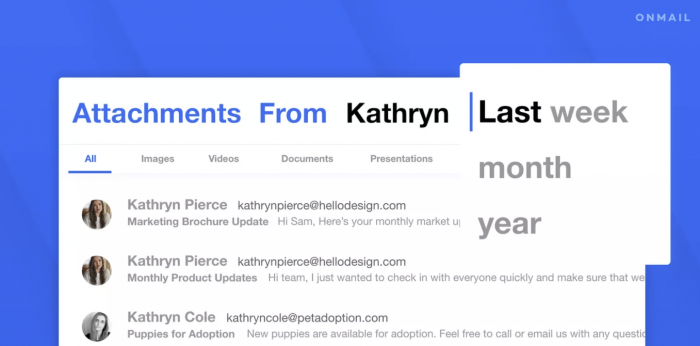 ONMAIL
Attachments From Kathryn
Last week
month
year
All Images Videos Documents Presentations
Kathryn Pierce kathrynpierce@hellodesign.com
Marketing Brochure Update Hi Sam, Here's your monthly market
Kathryn Pierce kathrynpierce@hellodesign.com
Monthly Product Updates Hi team, I just wanted to check in with everyone quickly and make sure that we
Kathryn Cole kathryncole@petadoption.com
Puppies for Adoption New puppies are available for adoption. Feel free to call or email us with any